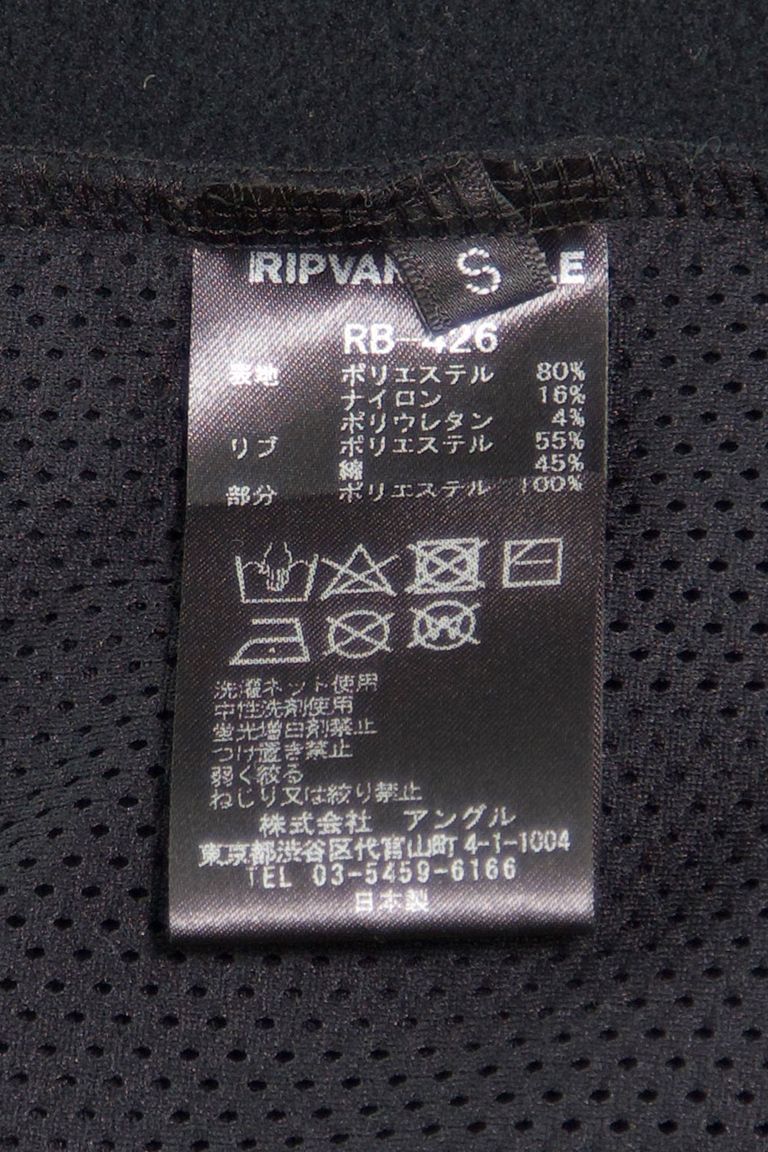 RIPVAN
S
LE
RB-426
表地 ポリエステル 80%
ナイロン 16%
ポリウレタン 4%
リブ ポリエステル 55%
綿 45%
部分 ポリエステル 100%
洗濯ネット使用
中性洗剤使用
蛍光増白剤禁止
つけ置き禁止
弱く絞る
ねじり又は絞り禁止
株式会社 アングル
東京都渋谷区代官山町4-1-1004
TEL 03-5459-6166
日本製